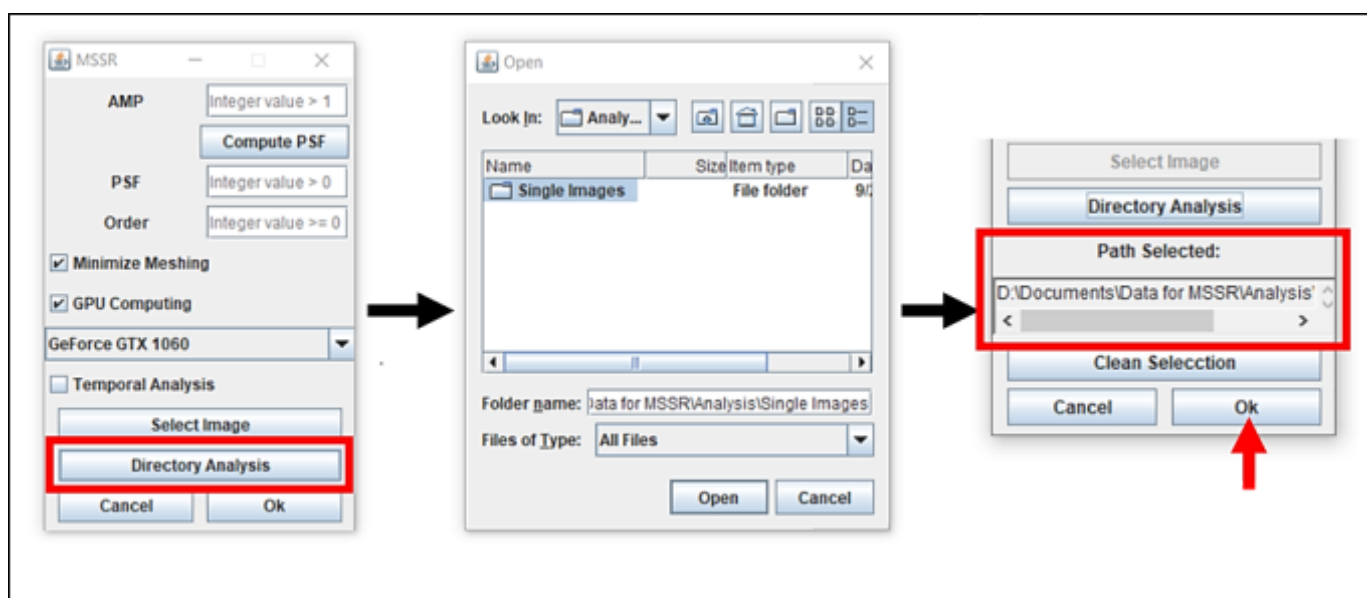 MSSR
AMP
Integer value > 1
Compute PSF
PSF
Integer value > 0
Order
Integer value >= 0
Minimize Meshing
GPU Computing
GeForce GTX 1060
Temporal Analysis
Select Image
Directory Analysis
Cancel
Ok
Open
Look In:
Analy...
Name
Size
Item type
Da
Single Images
File folder
9/
Folder name:
Data for MSSR\Analysis\Single Images
Files of Type:
All Files
Open
Cancel
Select Image
Directory Analysis
Path Selected:
D:\Documents\Data for MSSR\Analysis
Clean Selecction
Cancel
Ok